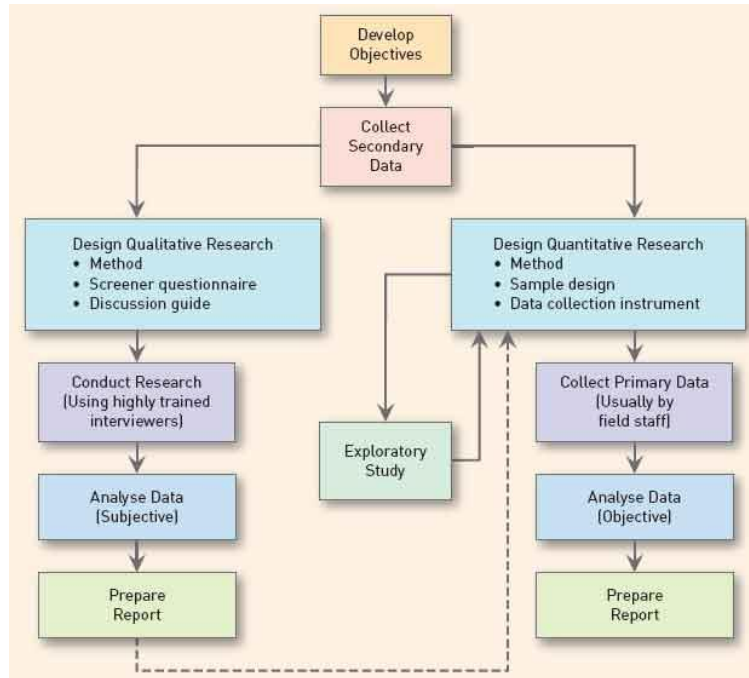 Develop
Objectives
Collect
Secondary
Data
Design Qualitative Research
• Method
• Screener questionnaire
• Discussion guide
Design Quantitative Research
• Method
• Sample design
• Data collection instrument
Conduct Research
(Using highly trained
interviewers)
Exploratory
Study
Collect Primary Data
(Usually by
field staff)
Analyse Data
(Subjective)
Analyse Data
(Objective)
Prepare
Report
Prepare
Report